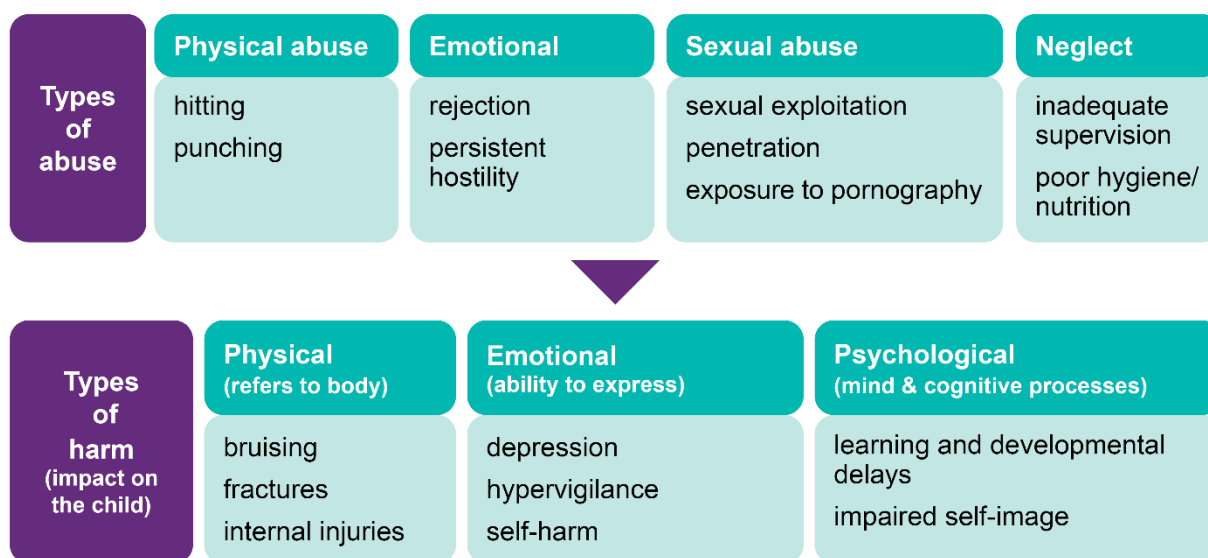 Types
of
abuse
Physical abuse
hitting
punching
Emotional
rejection
persistent
hostility
Sexual abuse
sexual exploitation
penetration
exposure to pornography
Neglect
inadequate
supervision
poor hygiene/
nutrition
Types
of
harm
(impact on
the child)
Physical
(refers to body)
bruising
fractures
internal injuries
Emotional
(ability to express)
depression
hypervigilance
self-harm
Psychological
(mind & cognitive processes)
learning and developmental
delays
impaired self-image